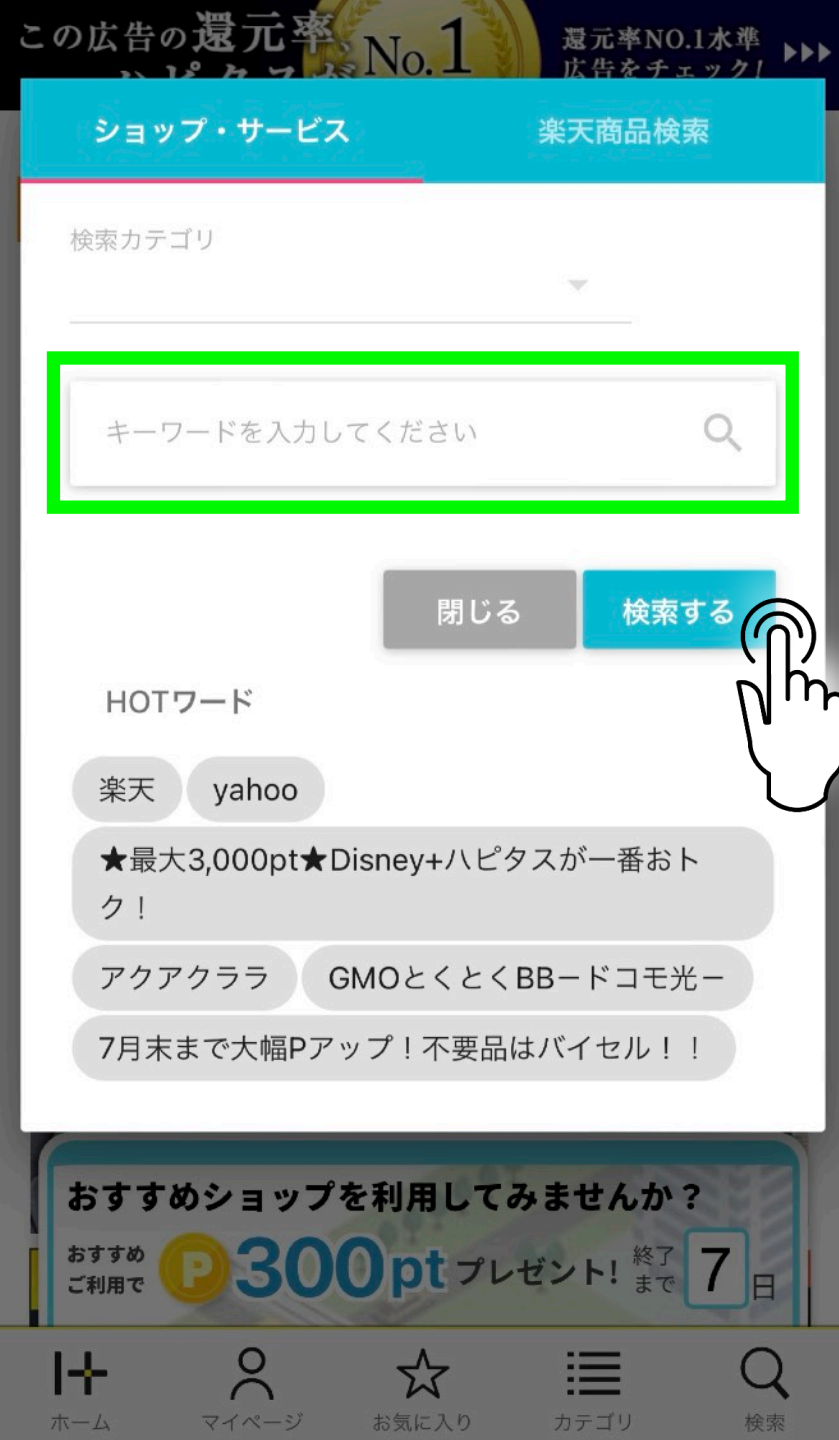 この広告の還元率、
ハピタスが
No.1
還元率NO.1水準
広告をチェック!
ショップ・サービス
楽天商品検索
検索カテゴリ
キーワードを入力してください
閉じる
検索する
HOTワード
楽天
yahoo
★最大3,000pt★Disney+ハピタスが一番おト
ク!
アクアクララ
GMOとくとくBBードコモ光ー
7月末まで大幅Pアップ!不要品はバイセル!!
おすすめショップを利用してみませんか?
おすすめ
ご利用で
P
300pt プレゼント!
終了
まで
7
日
ホーム
マイページ
お気に入り
カテゴリ
検索